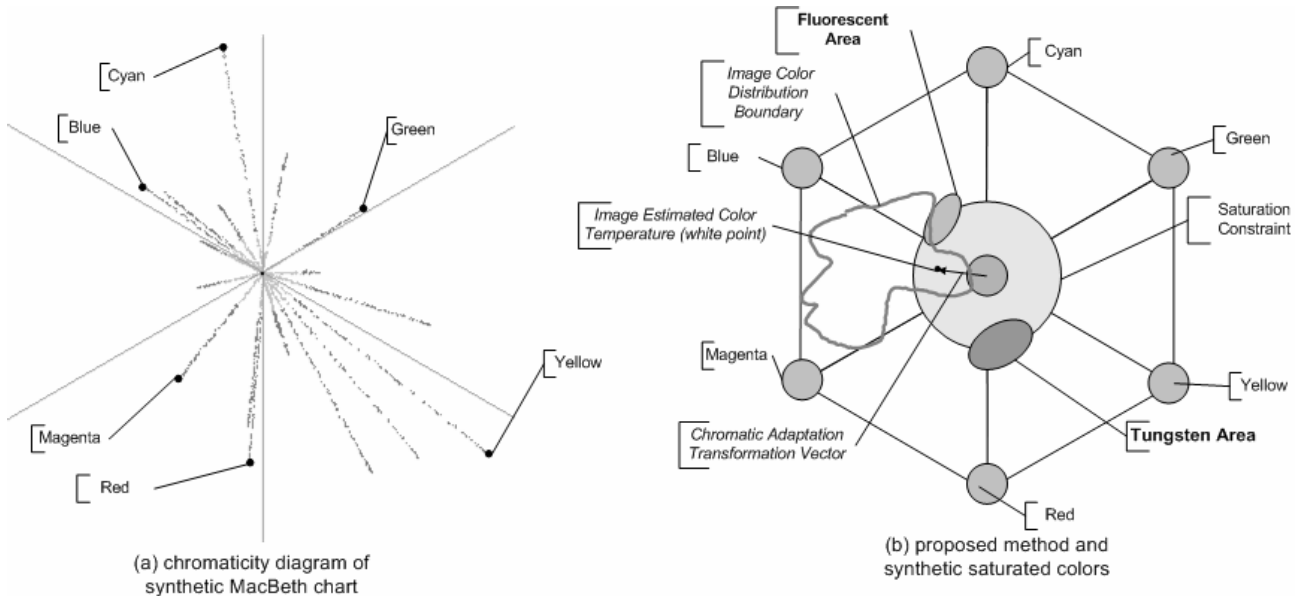 Cyan
Blue
Green
Yellow
Magenta
Red
(a) chromaticity diagram of
synthetic MacBeth chart
Fluorescent
Area
Image Color
Distribution
Boundary
Cyan
Blue
Green
Image Estimated Color
Temperature (white point)
Saturation
Constraint
Magenta
Yellow
Chromatic Adaptation
Transformation Vector
Tungsten Area
Red
(b) proposed method and
synthetic saturated colors